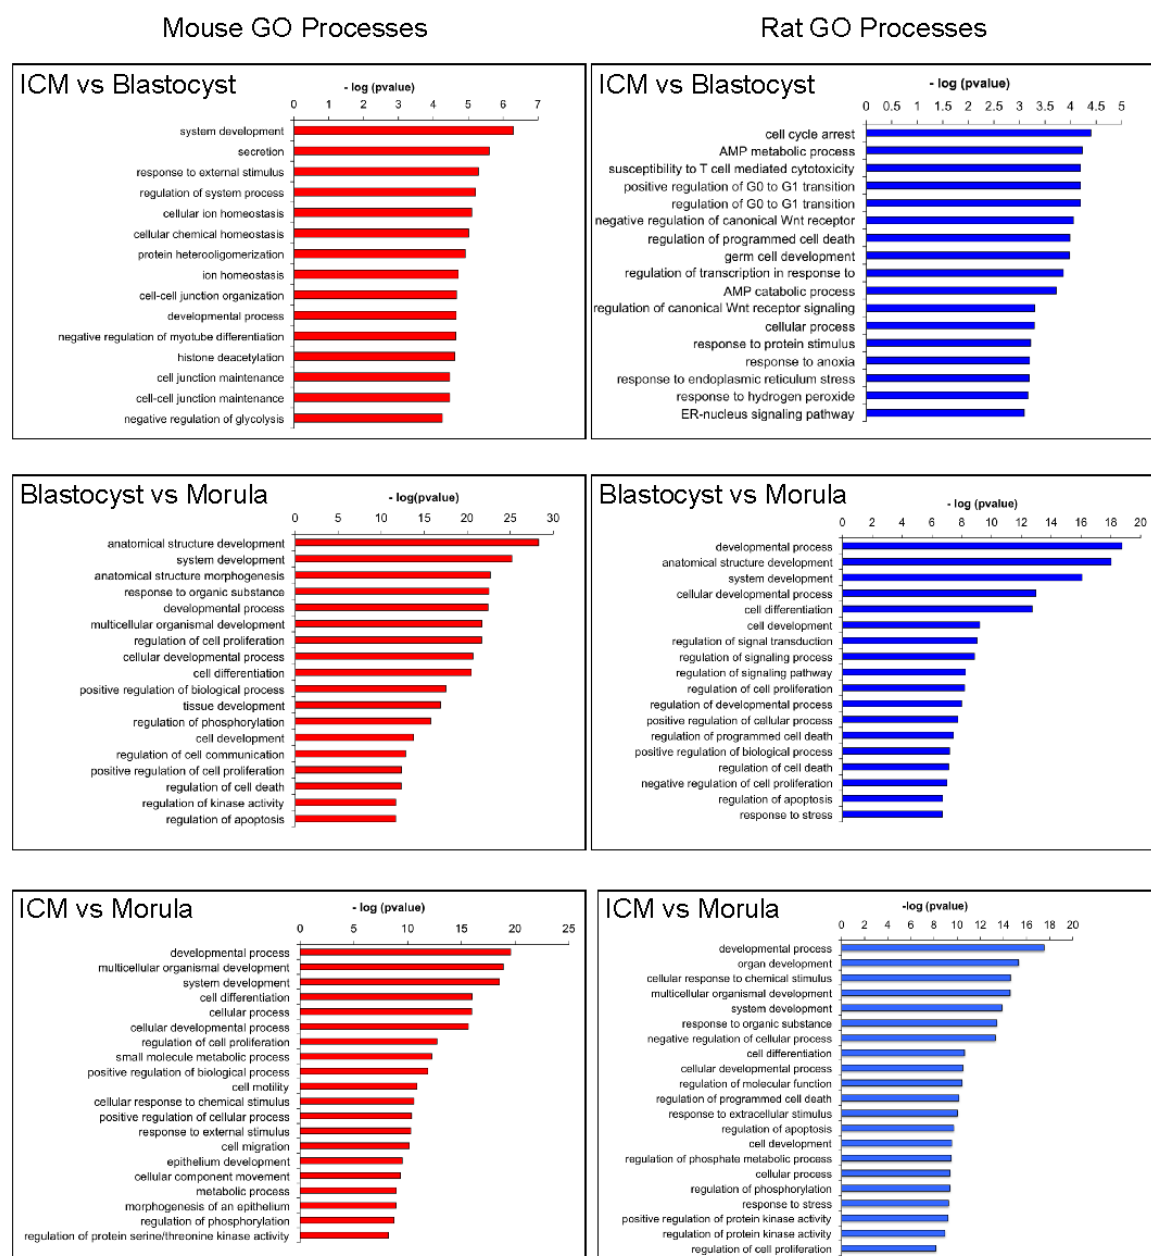 Mouse GO Processes
Rat GO Processes
ICM vs Blastocyst
- log (pvalue)
0 1 2 3 4 5 6 7
system development
secretion
response to external stimulus
regulation of system process
cellular ion homeostasis
cellular chemical homeostasis
protein heterooligomerization
ion homeostasis
cell-cell junction organization
developmental process
negative regulation of myotube differentiation
histone deacetylation
cell junction maintenance
cell-cell junction maintenance
negative regulation of glycolysis
ICM vs Blastocyst
- log (pvalue)
0 0.5 1 1.5 2 2.5 3 3.5 4 4.5 5
cell cycle arrest
AMP metabolic process
susceptibility to T cell mediated cytotoxicity
positive regulation of G0 to G1 transition
regulation of G0 to G1 transition
negative regulation of canonical Wnt receptor
regulation of programmed cell death
germ cell development
regulation of transcription in response to
AMP catabolic process
regulation of canonical Wnt receptor signaling
cellular process
response to protein stimulus
response to anoxia
response to endoplasmic reticulum stress
response to hydrogen peroxide
ER-nucleus signaling pathway
Blastocyst vs Morula
- log(pvalue)
0 5 10 15 20 25 30
anatomical structure development
system development
anatomical structure morphogenesis
response to organic substance
developmental process
multicellular organismal development
regulation of cell proliferation
cellular developmental process
cell differentiation
positive regulation of biological process
tissue development
regulation of phosphorylation
cell development
regulation of cell communication
positive regulation of cell proliferation
regulation of cell death
regulation of kinase activity
regulation of apoptosis
Blastocyst vs Morula
- log (pvalue)
0 2 4 6 8 10 12 14 16 18 20
developmental process
anatomical structure development
system development
cellular developmental process
cell differentiation
cell development
regulation of signal transduction
regulation of signaling process
regulation of signaling pathway
regulation of cell proliferation
regulation of developmental process
positive regulation of cellular process
regulation of programmed cell death
positive regulation of biological process
regulation of cell death
negative regulation of cell proliferation
regulation of apoptosis
response to stress
ICM vs Morula
- log (pvalue)
0 5 10 15 20 25
developmental process
multicellular organismal development
system development
cell differentiation
cellular process
cellular developmental process
regulation of cell proliferation
small molecule metabolic process
positive regulation of biological process
cell motility
cellular response to chemical stimulus
positive regulation of cellular process
response to external stimulus
cell migration
epithelium development
cellular component movement
metabolic process
morphogenesis of an epithelium
regulation of phosphorylation
regulation of protein serine/threonine kinase activity
ICM vs Morula
-log (pvalue)
0 2 4 6 8 10 12 14 16 18 20
developmental process
organ development
cellular response to chemical stimulus
multicellular organismal development
system development
response to organic substance
negative regulation of cellular process
cell differentiation
cellular developmental process
regulation of molecular function
regulation of programmed cell death
response to extracellular stimulus
regulation of apoptosis
cell development
regulation of phosphate metabolic process
cellular process
regulation of phosphorylation
response to stress
positive regulation of protein kinase activity
regulation of protein kinase activity
regulation of cell proliferation